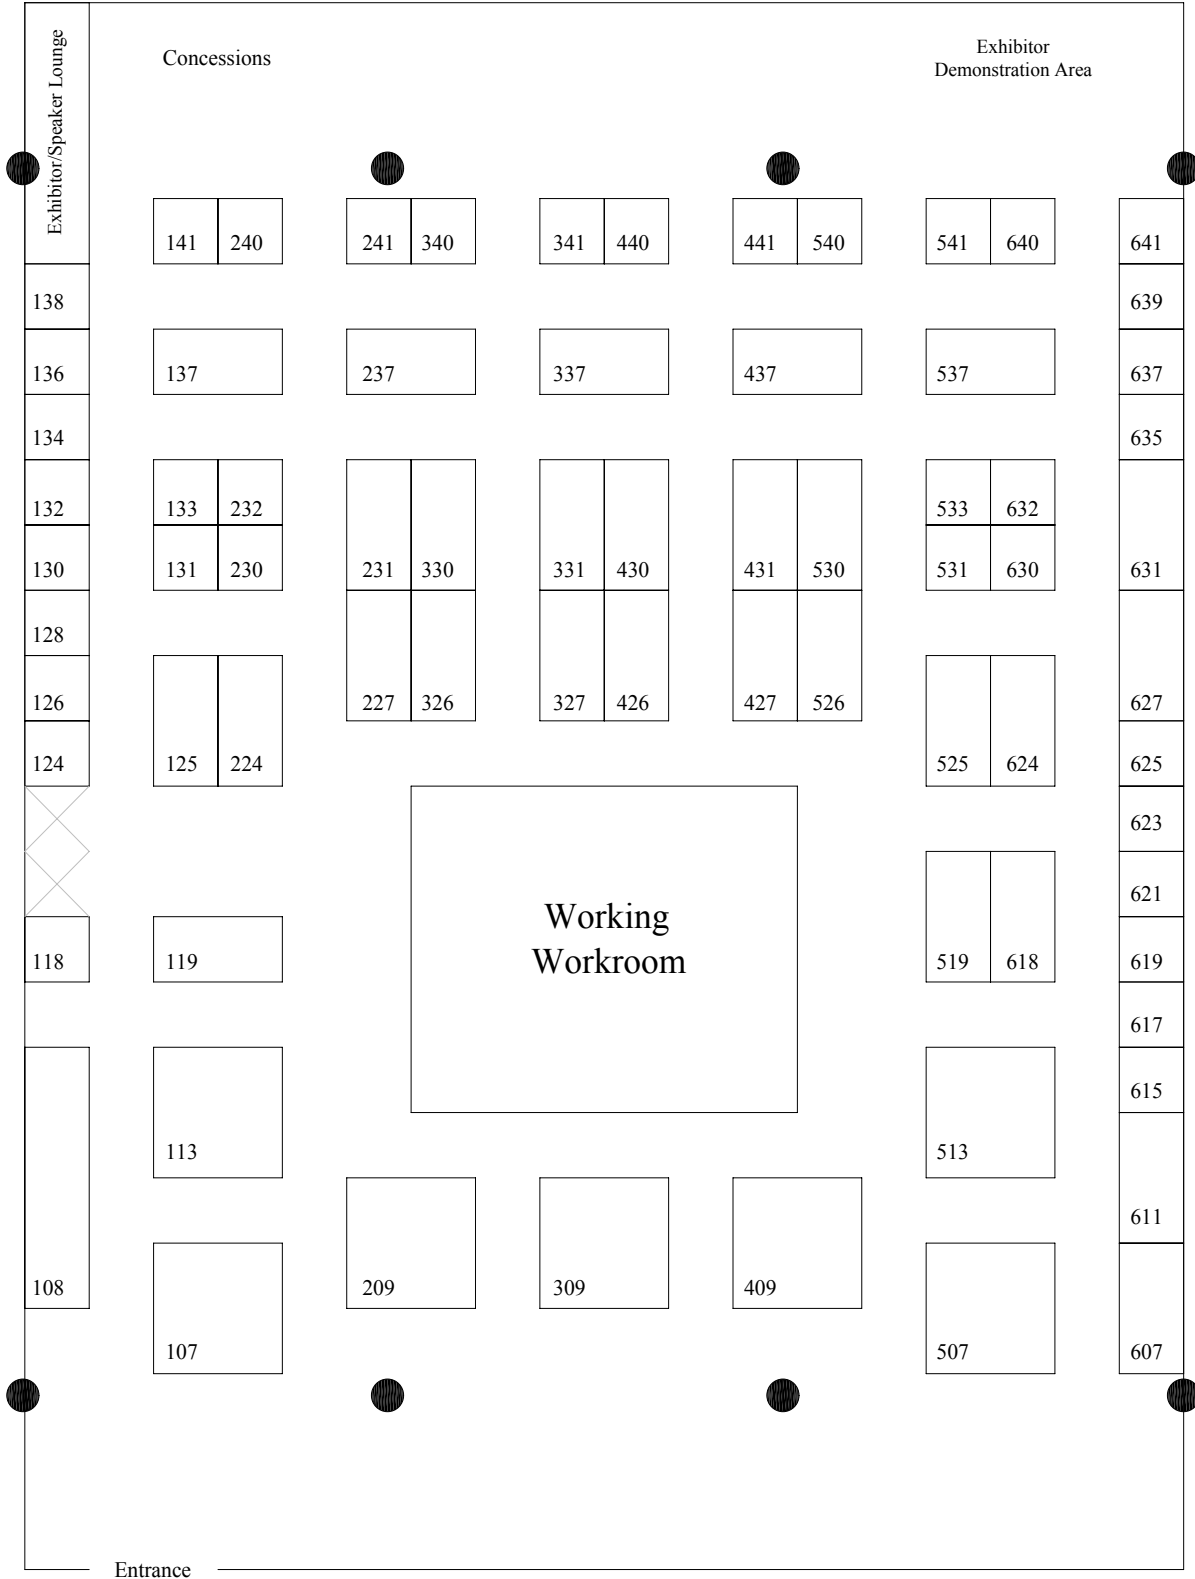 Exhibitor/Speaker Lounge
Concessions
Exhibitor
Demonstration Area
141 240 241 340 341 440 441 540 541 640 641
138 639
136 137 237 337 437 537 637
134 635
132 133 232 533 632
130 131 230 231 330 331 430 431 530 531 630 631
128
126 227 326 327 426 427 526 627
124 125 224 525 624 625
623
621
Working
Workroom
118 119 519 618 619
617
615
113 513
611
108 209 309 409
107 507 607
Entrance